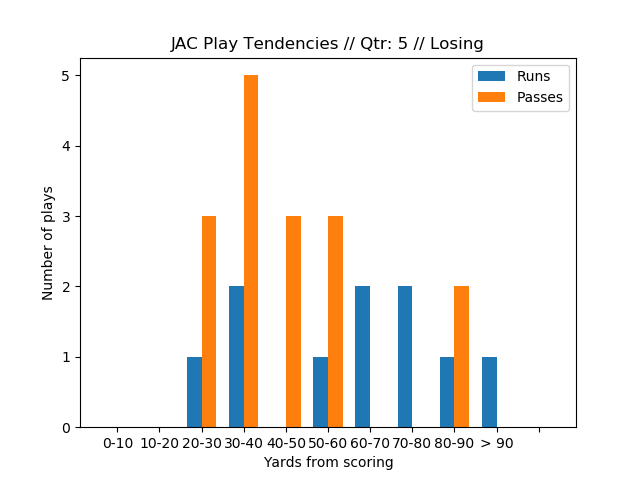 JAC Play Tendencies // Qtr: 5 // Losing
Runs
Passes
Number of plays
5
4
3
2
1
0
0-10 10-20 20-30 30-40 40-50 50-60 60-70 70-80 80-90 > 90
Yards from scoring